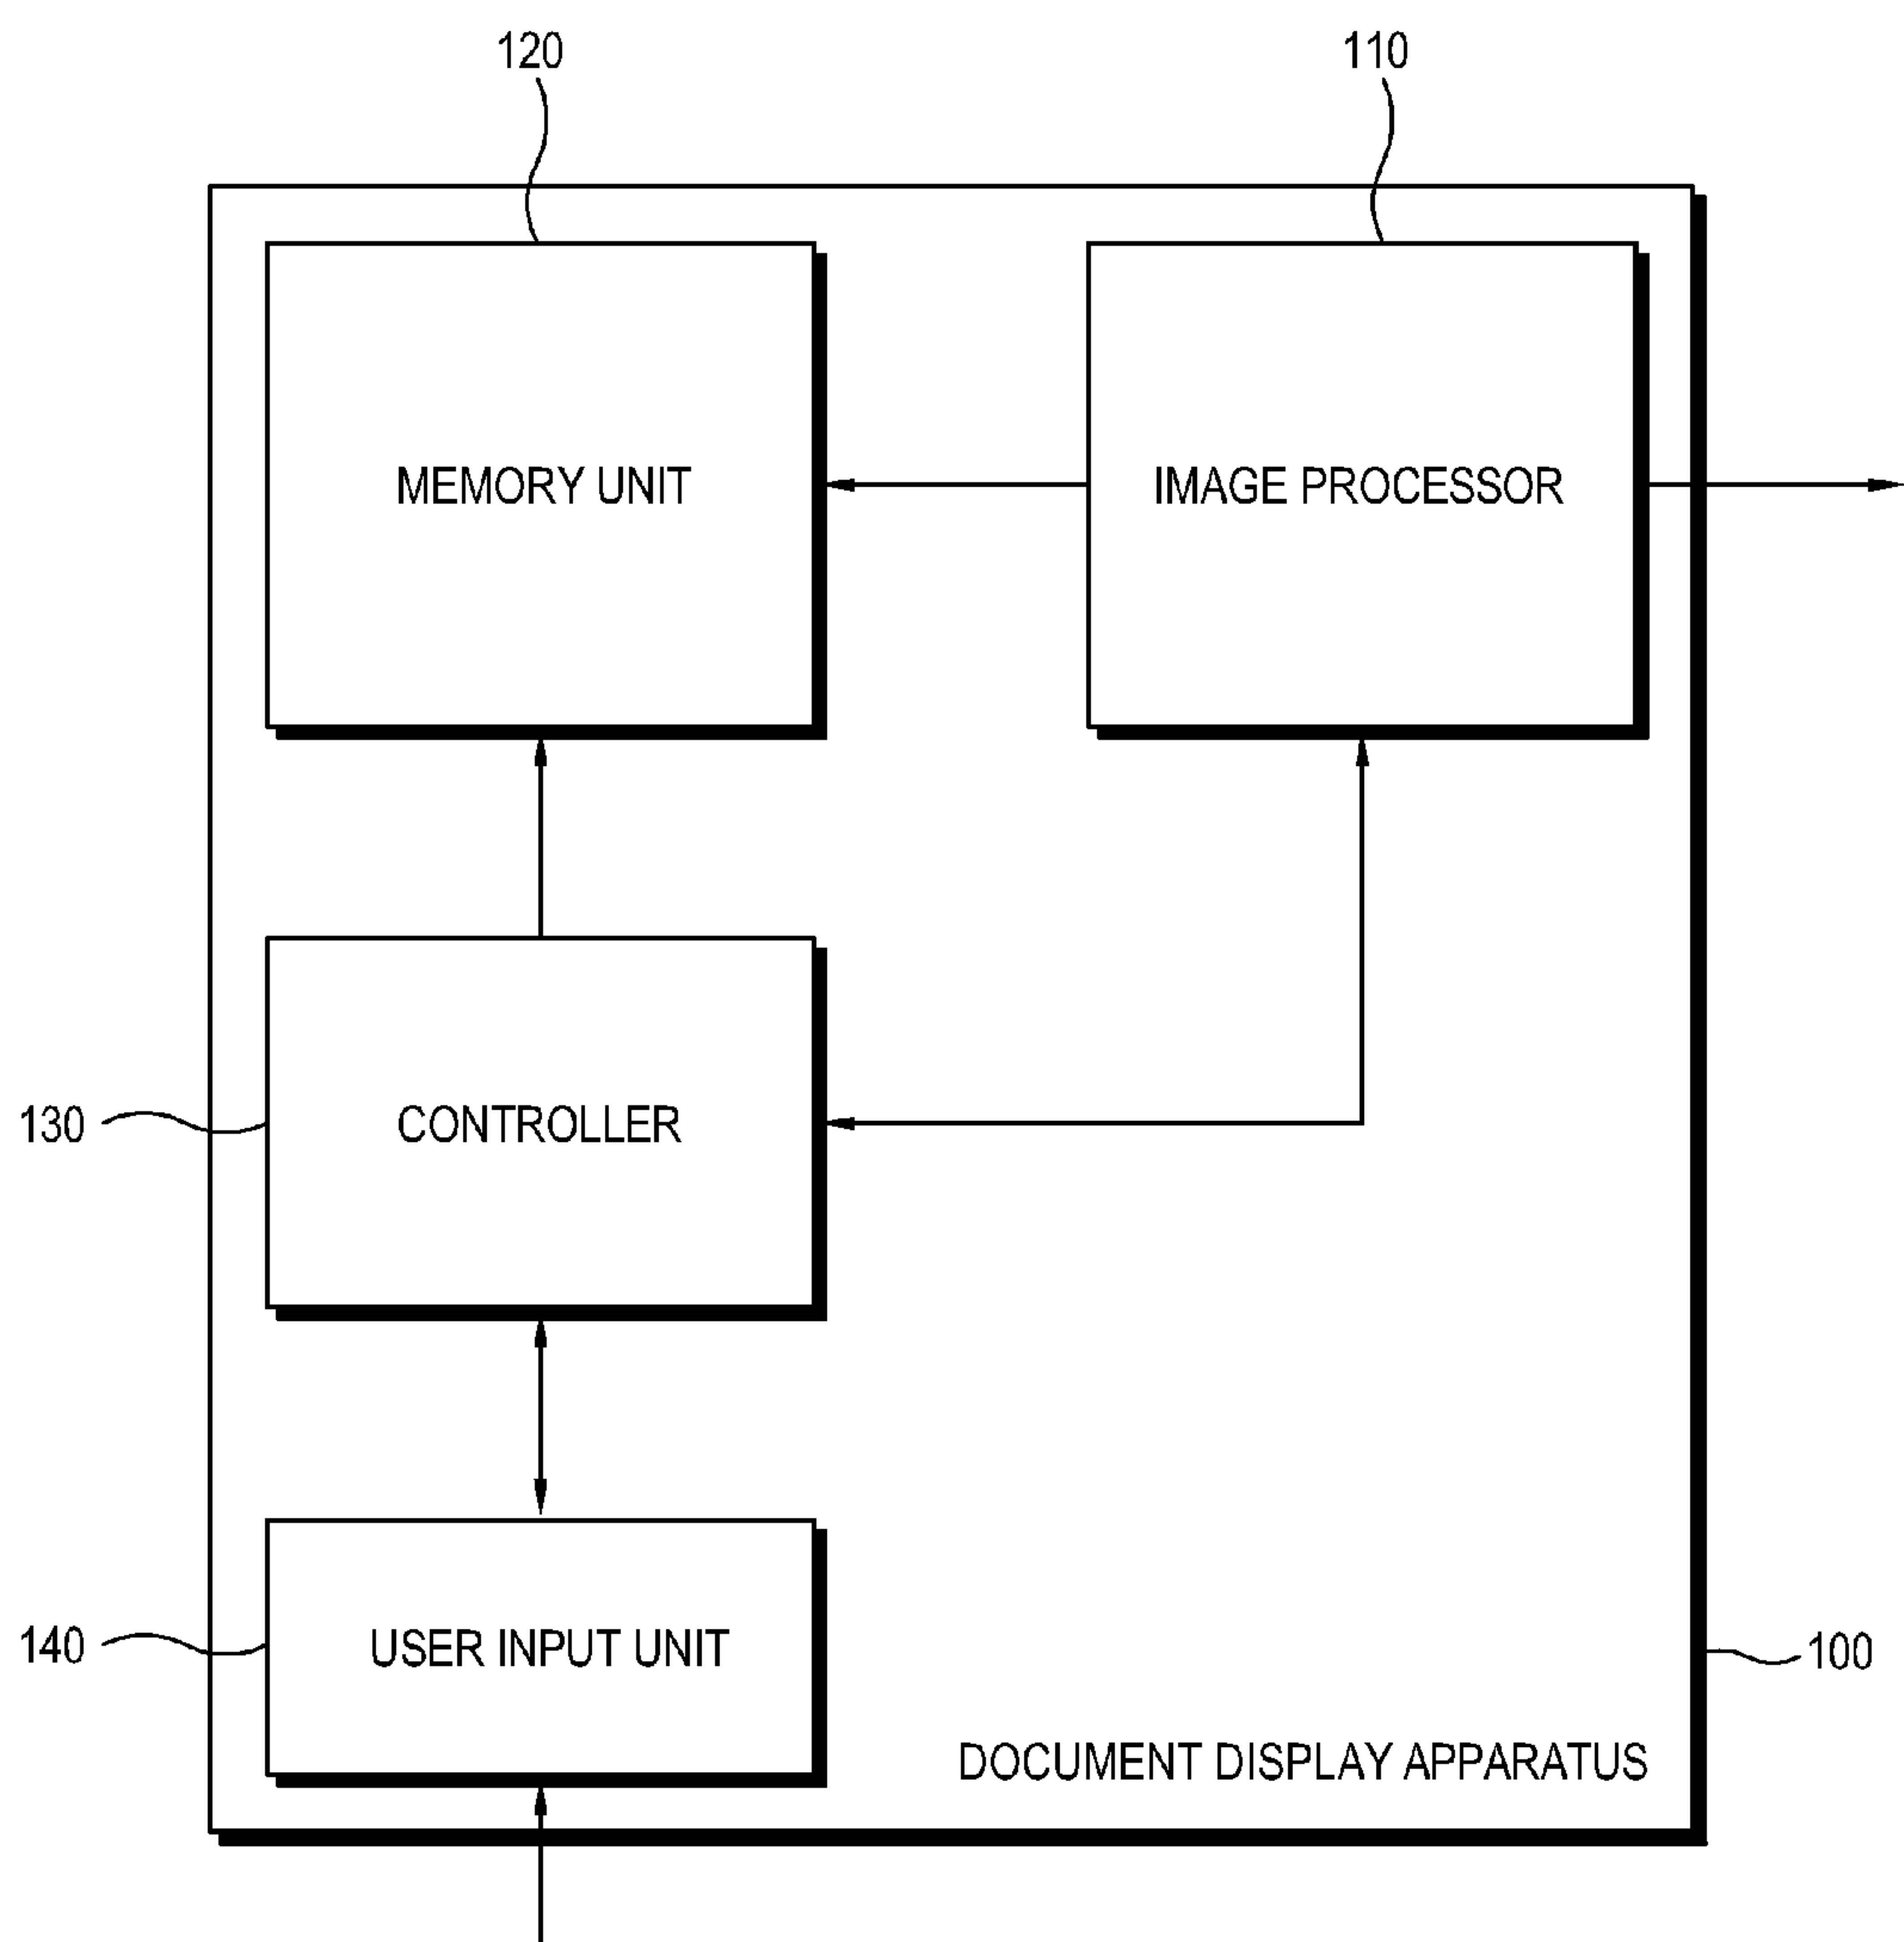 120
110
MEMORY UNIT
IMAGE PROCESSOR
130
CONTROLLER
140
USER INPUT UNIT
100
DOCUMENT DISPLAY APPARATUS